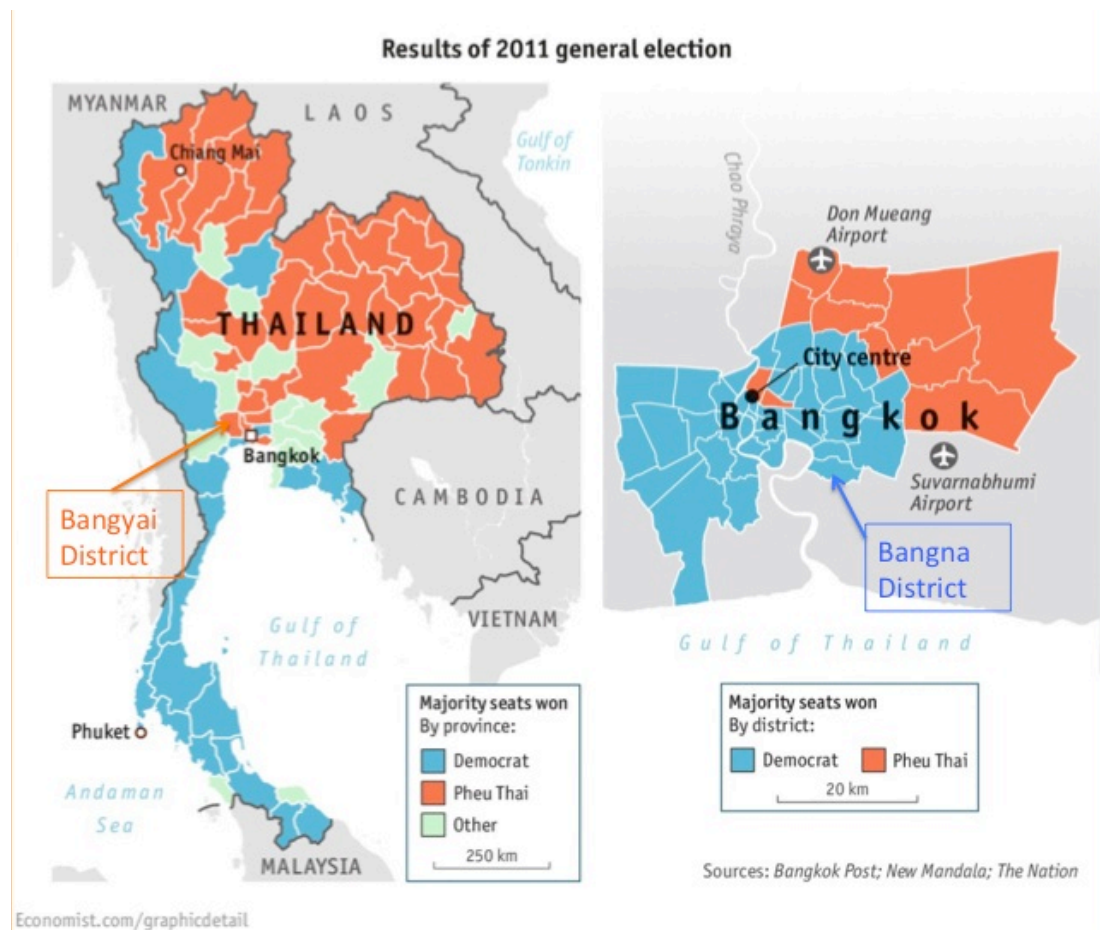 Results of 2011 general election
MYANMAR
LAOS
Gulf of
Tonkin
Chiang Mai
THAILAND
Bangkok
Bangyai
District
CAMBODIA
VIETNAM
Gulf of
Thailand
Phuket
Andaman
Sea
MALAYSIA
Majority seats won
By province:
Democrat
Pheu Thai
Other
250 km
Chao Phraya
Don Mueang
Airport
City centre
Bangkok
Suvarnabhumi
Airport
Bangna
District
Gulf of Thailand
Majority seats won
By district:
Democrat Pheu Thai
20 km
Sources: Bangkok Post; New Mandala; The Nation
Economist.com/graphicdetail